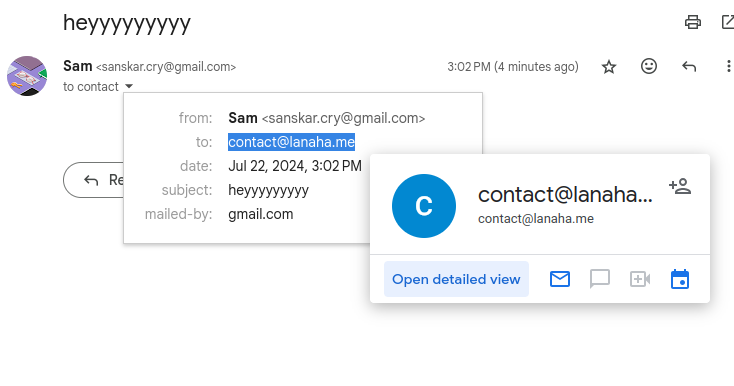 heyyyyyyyyy
Sam <sanskar.cry@gmail.com>
3:02 PM (4 minutes ago)
to contact
from: Sam <sanskar.cry@gmail.com>
to: contact@lanaha.me
date: Jul 22, 2024, 3:02 PM
subject: heyyyyyyyyy
mailed-by: gmail.com
Re
C
contact@lanaha...
contact@lanaha.me
Open detailed view